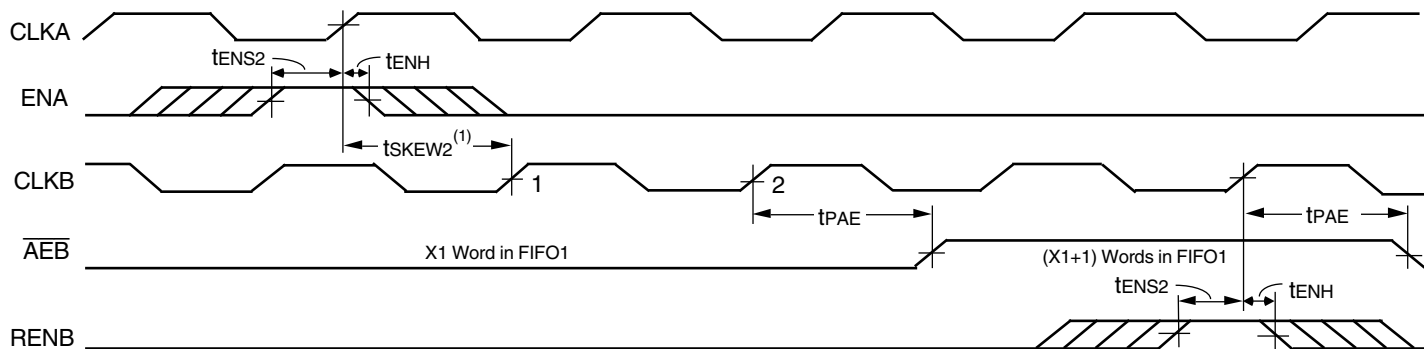 CLKA
tENS2 tENH
ENA
tSKEW2(1)
CLKB 1 2
tPAE tPAE
AEB X1 Word in FIFO1 (X1+1) Words in FIFO1
tENS2 tENH
RENB